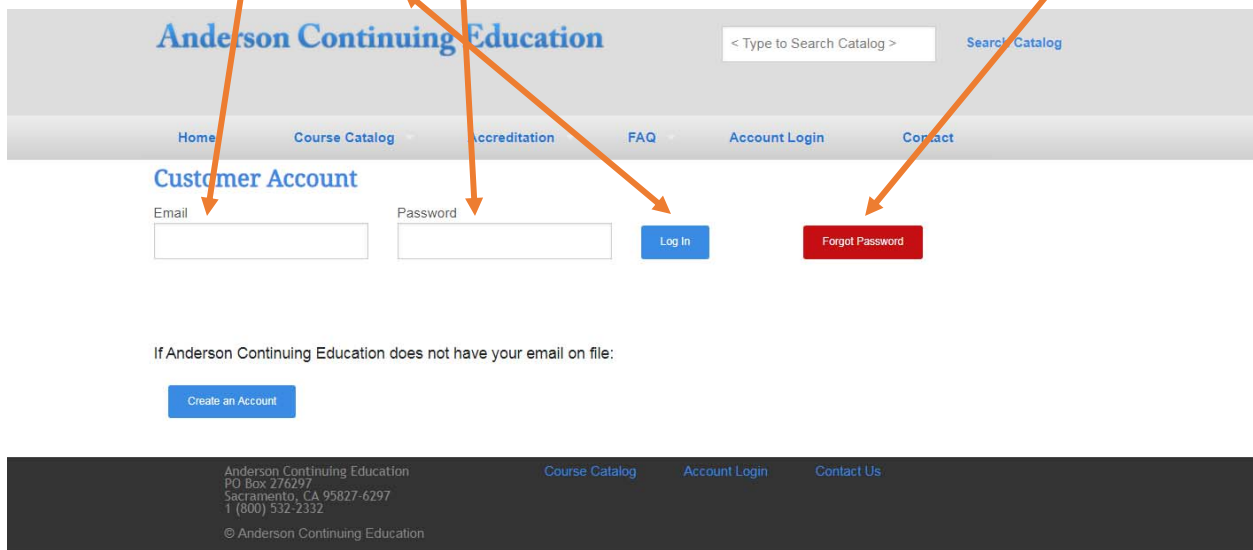 Anderson Continuing Education
< Type to Search Catalog >
Search Catalog
Home Course Catalog Accreditation FAQ Account Login Contact
Customer Account
Email Password
Log In
Forgot Password
If Anderson Continuing Education does not have your email on file:
Create an Account
Anderson Continuing Education
PO Box 276297
Sacramento, CA 95827-6297
1 (800) 532-2332
© Anderson Continuing Education
Course Catalog Account Login Contact Us